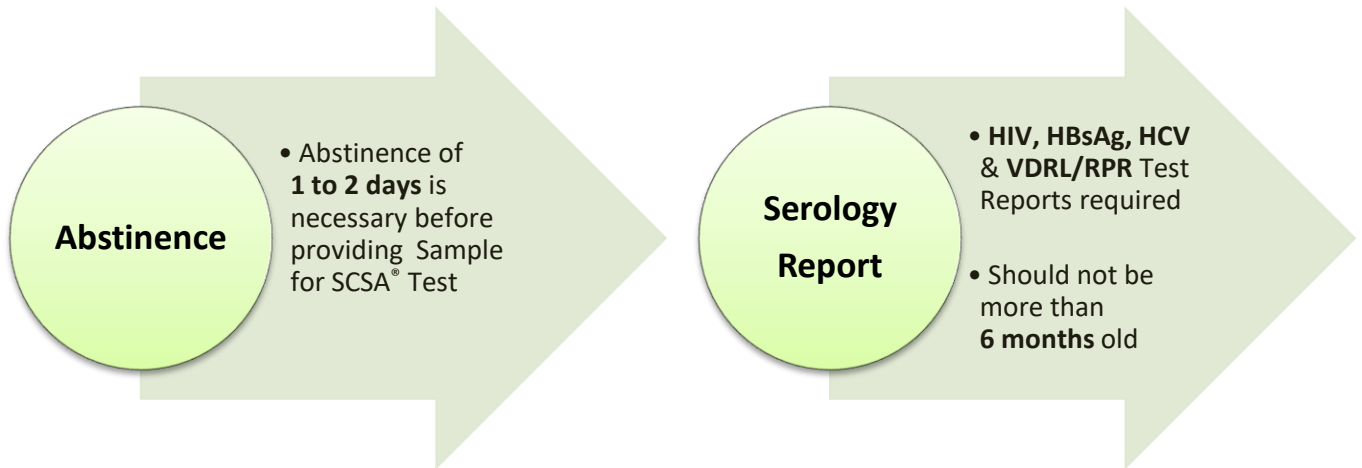 Abstinence
• Abstinence of
1 to 2 days is
necessary before
providing Sample
for SCSA® Test
Serology
Report
• HIV, HBsAg, HCV
& VDRL/RPR Test
Reports required
• Should not be
more than
6 months old